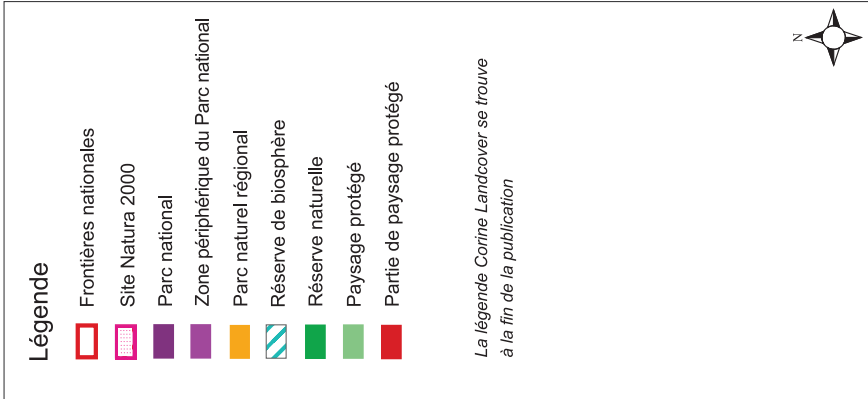 Légende
Frontières nationales
Site Natura 2000
Parc national
Zone périphérique du Parc national
Parc naturel régional
Réserve de biosphère
Réserve naturelle
Paysage protégé
Partie de paysage protégé
La légende Corine Landcover se trouve
à la fin de la publication
N